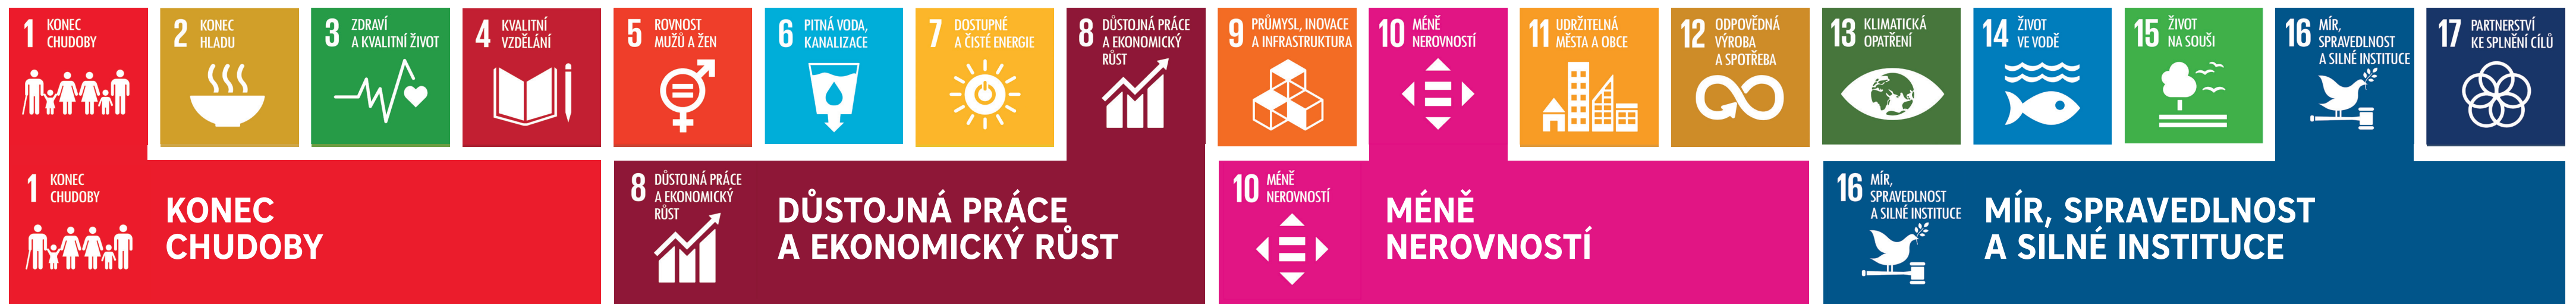 1 KONEC
CHUDOBY
2 KONEC
HLADU
3 ZDRAVÍ
A KVALITNÍ ŽIVOT
4 KVALITNÍ
VZDĚLÁNÍ
5 ROVNOST
MUŽŮ A ŽEN
6 PITNÁ VODA,
KANALIZACE
7 DOSTUPNÉ
A ČISTÉ ENERGIE
8 DŮSTOJNÁ PRÁCE
A EKONOMICKÝ
RŮST
9 PRŮMYSL, INOVACE
A INFRASTRUKTURA
10 MÉNĚ
NEROVNOSTÍ
11 UDRŽITELNÁ
MĚSTA A OBCE
12 ODPOVĚDNÁ
VÝROBA
A SPOTŘEBA
13 KLIMATICKÁ
OPATŘENÍ
14 ŽIVOT
VE VODĚ
15 ŽIVOT
NA SOUŠI
16 MÍR,
SPRAVEDLNOST
A SILNÉ INSTITUCE
17 PARTNERSTVÍ
KE SPLNĚNÍ CÍLŮ
1 KONEC
CHUDOBY
KONEC
CHUDOBY
8 DŮSTOJNÁ PRÁCE
A EKONOMICKÝ
RŮST
DŮSTOJNÁ PRÁCE
A EKONOMICKÝ RŮST
10 MÉNĚ
NEROVNOSTÍ
MÉNĚ
NEROVNOSTÍ
16 MÍR,
SPRAVEDLNOST
A SILNÉ INSTITUCE
MÍR, SPRAVEDLNOST
A SILNÉ INSTITUCE